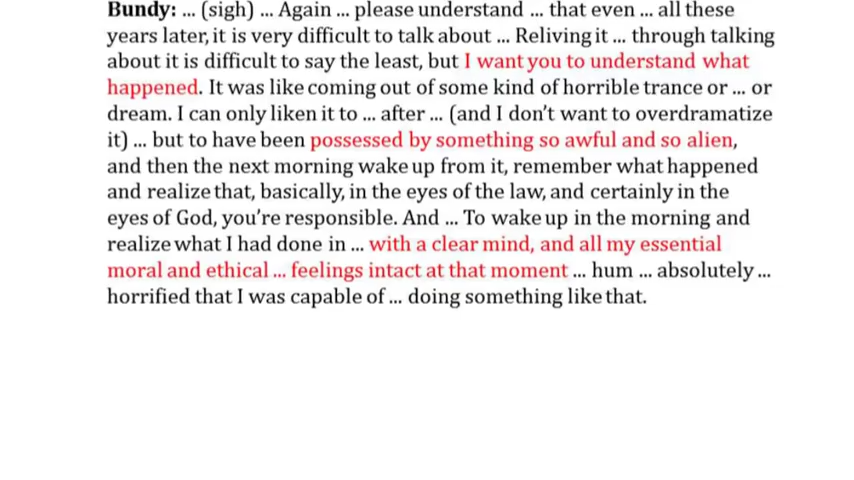 Bundy: ... (sigh) ... Again ... please understand ... that even ... all these
years later, it is very difficult to talk about ... Reliving it ... through talking
about it is difficult to say the least, but I want you to understand what
happened. It was like coming out of some kind of horrible trance or ... or
dream. I can only liken it to ... after ... (and I don’t want to overdramatize
it) ... but to have been possessed by something so awful and so alien,
and then the next morning wake up from it, remember what happened
and realize that, basically, in the eyes of the law, and certainly in the
eyes of God, you’re responsible. And ... To wake up in the morning and
realize what I had done in ... with a clear mind, and all my essential
moral and ethical ... feelings intact at that moment ... hum ... absolutely ...
horrified that I was capable of ... doing something like that.